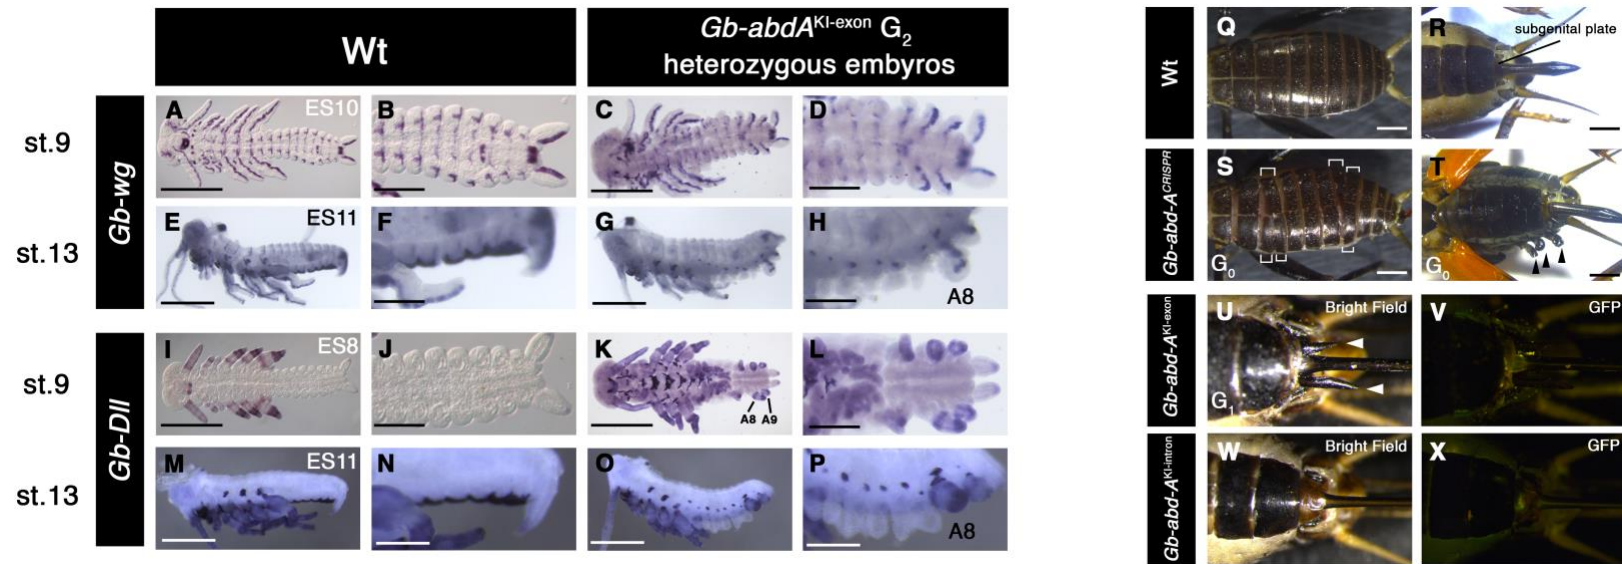 Wt
Gb-abdA^KI-exon G₂
heterozygous embyros
st.9
Gb-wg
A
ES10
B
C
D
st.13
E
ES11
F
G
H
A8
st.9
Gb-Dll
I
ES8
J
K
A8 A9
L
st.13
M
ES11
N
O
P
A8
Wt
Q
R
subgenital plate
Gb-abd-A^CRISPR
S
G₀
T
G₀
Gb-abd-A^KI-exon
U
Bright Field
G₁
V
GFP
Gb-abd-A^KI-intron
W
Bright Field
X
GFP